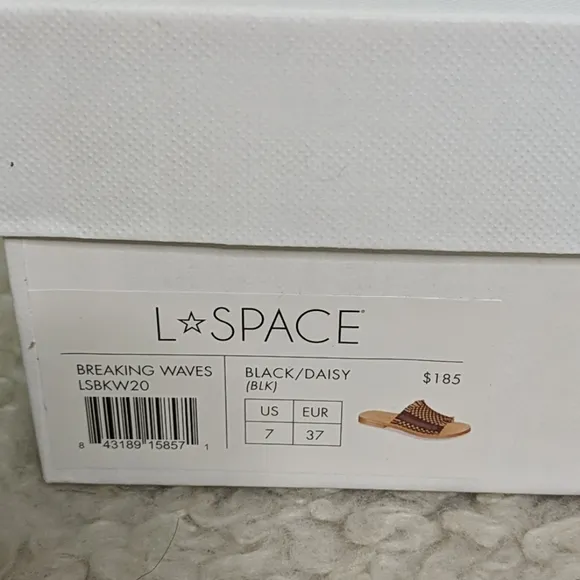 L☆SPACE
BREAKING WAVES
LSBKW20
8 43189 15857 1
BLACK/DAISY
(BLK)
$185
US EUR
7 37